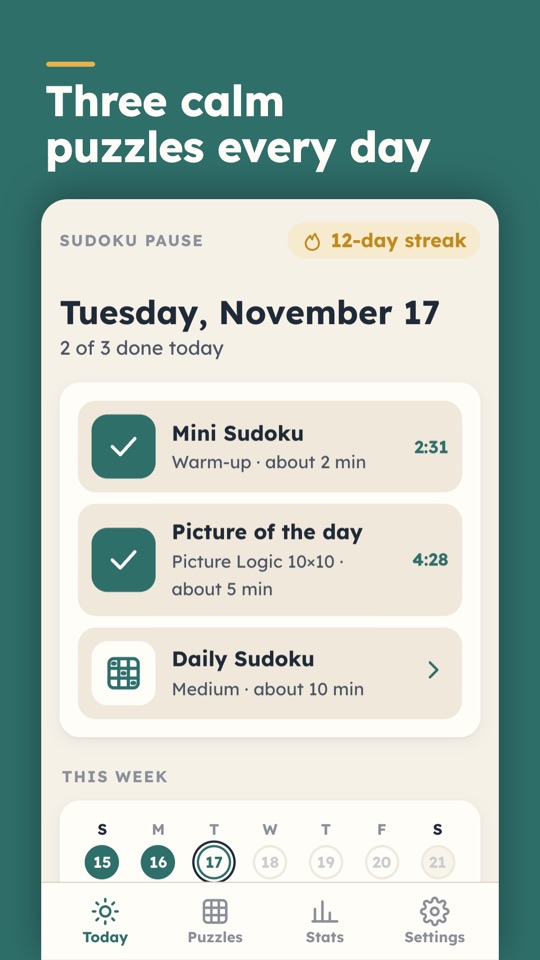 Three calm
puzzles every day
SUDOKU PAUSE
12-day streak
Tuesday, November 17
2 of 3 done today
Mini Sudoku
Warm-up · about 2 min
2:31
Picture of the day
Picture Logic 10×10 ·
about 5 min
4:28
Daily Sudoku
Medium · about 10 min
THIS WEEK
S M T W T F S
15 16 17 18 19 20 21
Today Puzzles Stats Settings